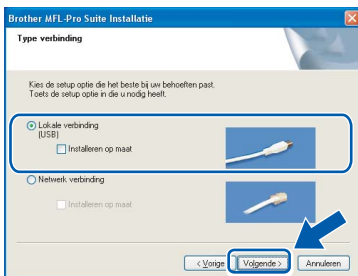 Brother MFL-Pro Suite Installatie
Type verbinding
Kies de setup optie die het beste bij uw behoeften past.
Toets de setup optie in die u nodig heeft.
Lokale verbinding
(USB)
Installeren op maat
Netwerk verbinding
Installeren op maat
< Vorige
Volgende >
Annuleren